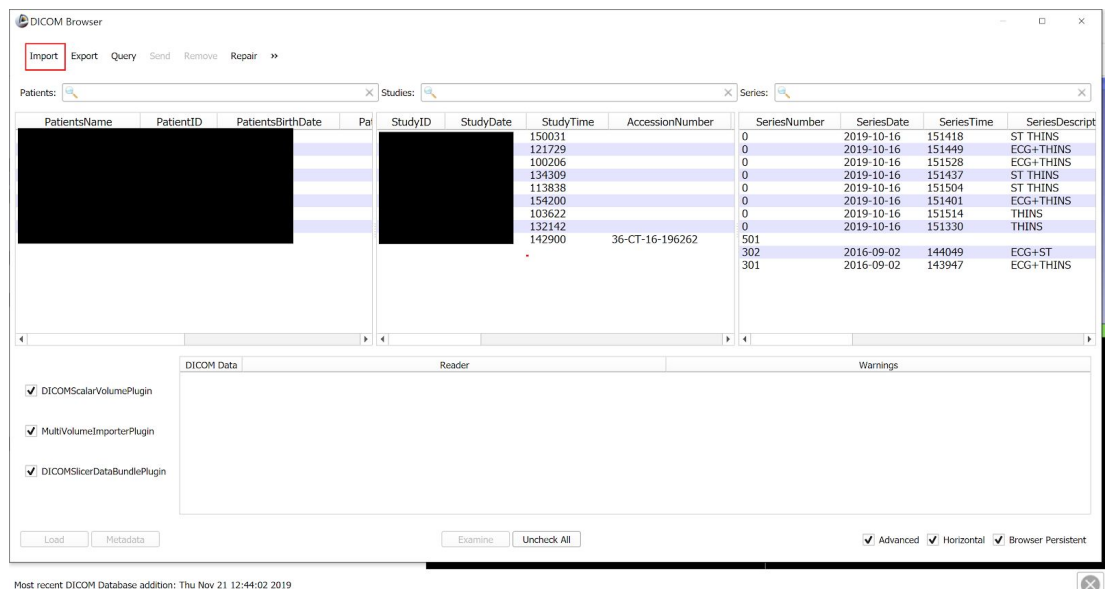 DICOM Browser
Import Export Query Send Remove Repair »
Patients: Studies: Series:
PatientsName PatientID PatientsBirthDate Pat StudyID StudyDate StudyTime AccessionNumber SeriesNumber SeriesDate SeriesTime SeriesDescript
150031 0 2019-10-16 151418 ST THINS
121729 0 2019-10-16 151449 ECG+THINS
100206 0 2019-10-16 151528 ECG+THINS
134309 0 2019-10-16 151437 ST THINS
113838 0 2019-10-16 151504 ST THINS
154200 0 2019-10-16 151401 ECG+THINS
103622 0 2019-10-16 151514 THINS
132142 0 2019-10-16 151330 THINS
142900 36-CT-16-196262 501
302 2016-09-02 144049 ECG+ST
301 2016-09-02 143947 ECG+THINS
DICOM Data Reader Warnings
DICOMScalarVolumePlugin
MultiVolumeImporterPlugin
DICOMSlicerDataBundlePlugin
Load Metadata Examine Uncheck All Advanced Horizontal Browser Persistent
Most recent DICOM Database addition: Thu Nov 21 12:44:02 2019